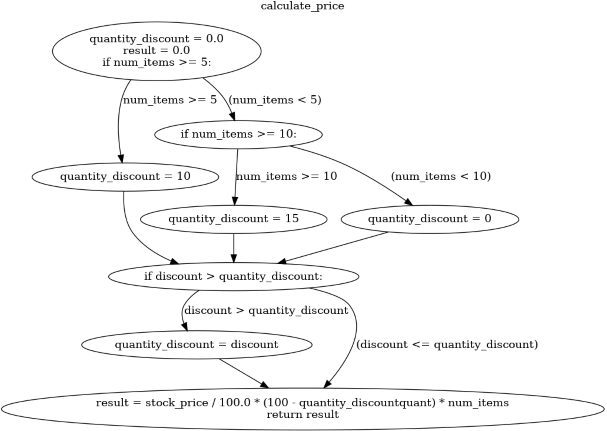 calculate_price
quantity_discount = 0.0
result = 0.0
if num_items >= 5:
num_items >= 5
(num_items < 5)
if num_items >= 10:
quantity_discount = 10
num_items >= 10
(num_items < 10)
quantity_discount = 15
quantity_discount = 0
if discount > quantity_discount:
discount > quantity_discount
quantity_discount = discount
(discount <= quantity_discount)
result = stock_price / 100.0 * (100 - quantity_discountquant) * num_items
return result